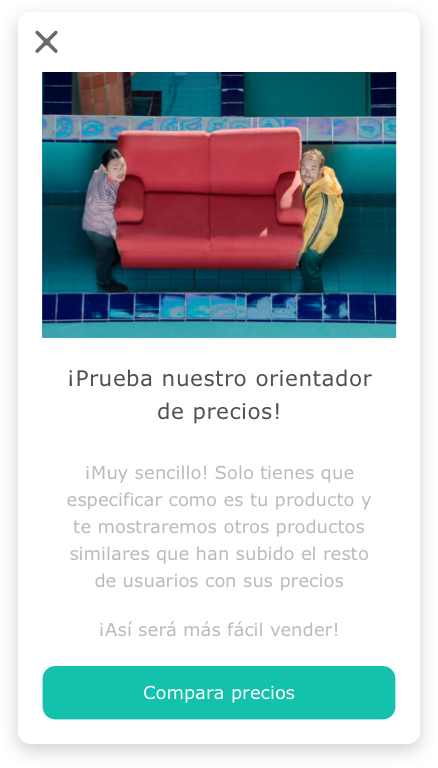 ¡Prueba nuestro orientador
de precios!
¡Muy sencillo! Solo tienes que
especificar como es tu producto y
te mostraremos otros productos
similares que han subido el resto
de usuarios con sus precios
¡Así será más fácil vender!
Compara precios